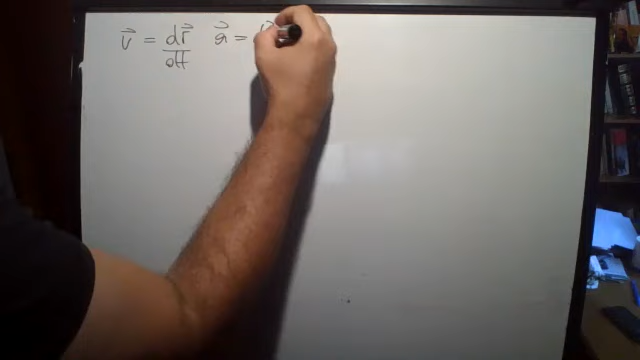 v⃗ = dr⃗/dt a⃗ =